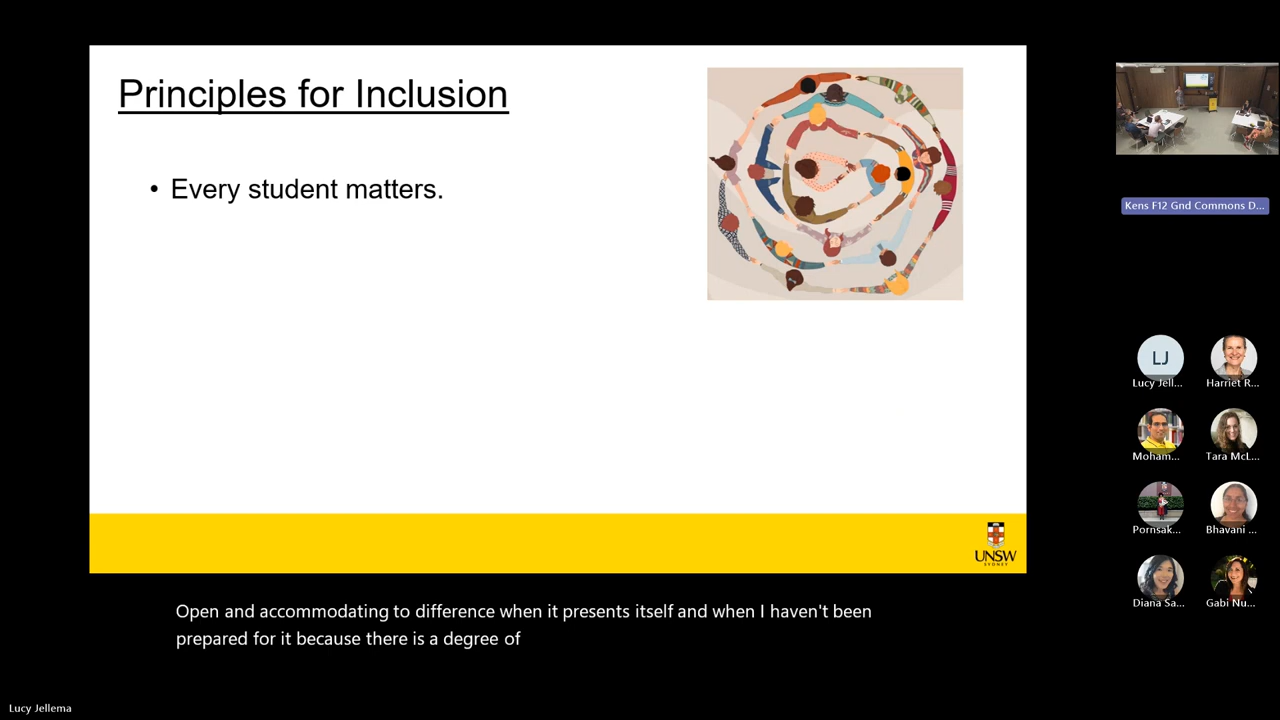 Principles for Inclusion
• Every student matters.
UNSW
SYDNEY
Open and accommodating to difference when it presents itself and when I haven't been
prepared for it because there is a degree of
Lucy Jellema
Kens F12 Gnd Commons D...
LJ
Lucy Jell...
Harriet R...
Moham...
Tara McL...
Pornsak...
Bhavani ...
Diana Sa...
Gabi Nu...